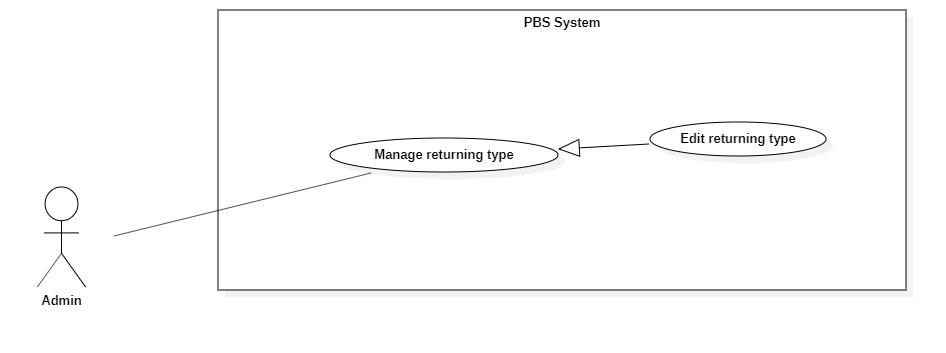 PBS System
Edit returning type
Manage returning type
Admin